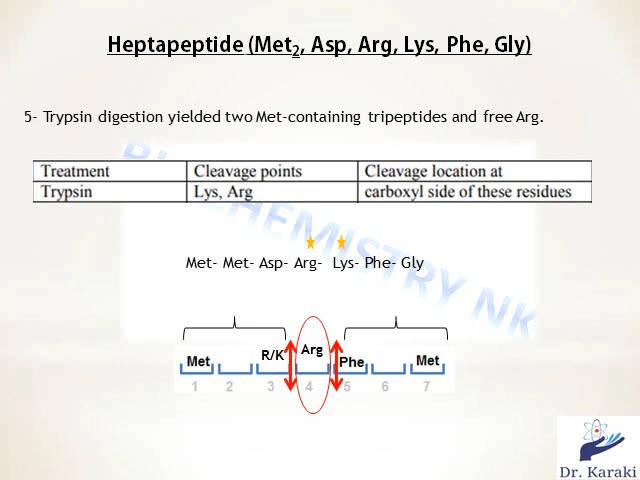 Heptapeptide (Met2, Asp, Arg, Lys, Phe, Gly)
5- Trypsin digestion yielded two Met-containing tripeptides and free Arg.
Treatment Cleavage points Cleavage location at
Trypsin Lys, Arg carboxyl side of these residues
Met- Met- Asp- Arg- Lys- Phe- Gly
Met R/K Arg Phe Met
1 2 3 4 5 6 7
Dr. Karaki